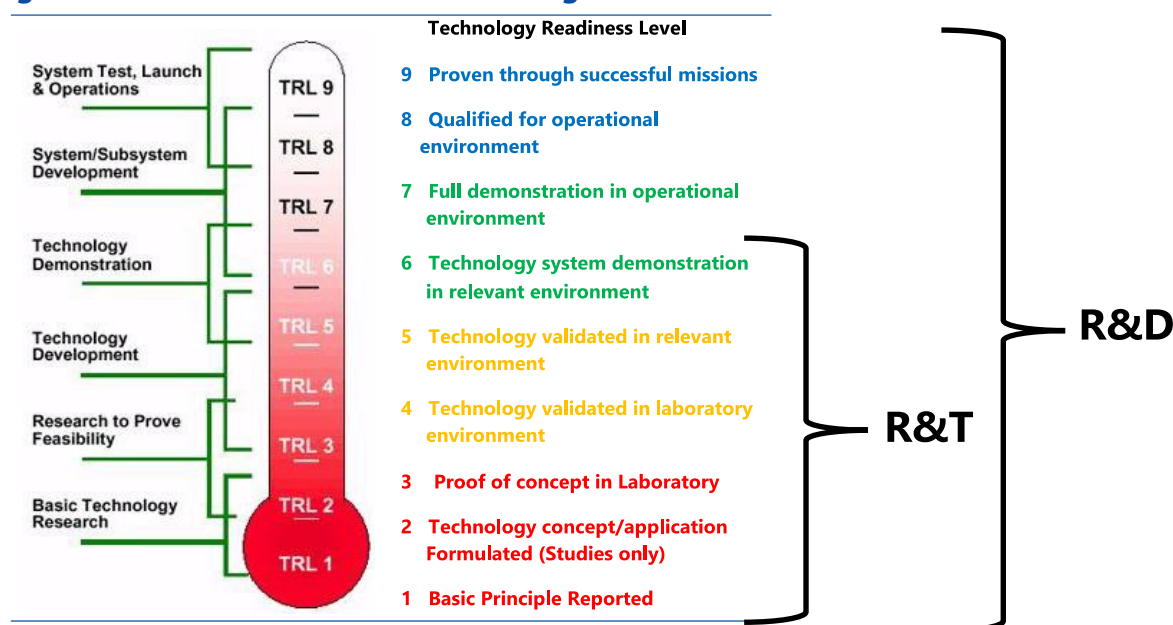 Technology Readiness Level
System Test, Launch
& Operations
System/Subsystem
Development
Technology
Demonstration
Technology
Development
Research to Prove
Feasibility
Basic Technology
Research
TRL 9
TRL 8
TRL 7
TRL 6
TRL 5
TRL 4
TRL 3
TRL 2
TRL 1
9 Proven through successful missions
8 Qualified for operational
environment
7 Full demonstration in operational
environment
6 Technology system demonstration
in relevant environment
5 Technology validated in relevant
environment
4 Technology validated in laboratory
environment
3 Proof of concept in Laboratory
2 Technology concept/application
Formulated (Studies only)
1 Basic Principle Reported
R&T
R&D